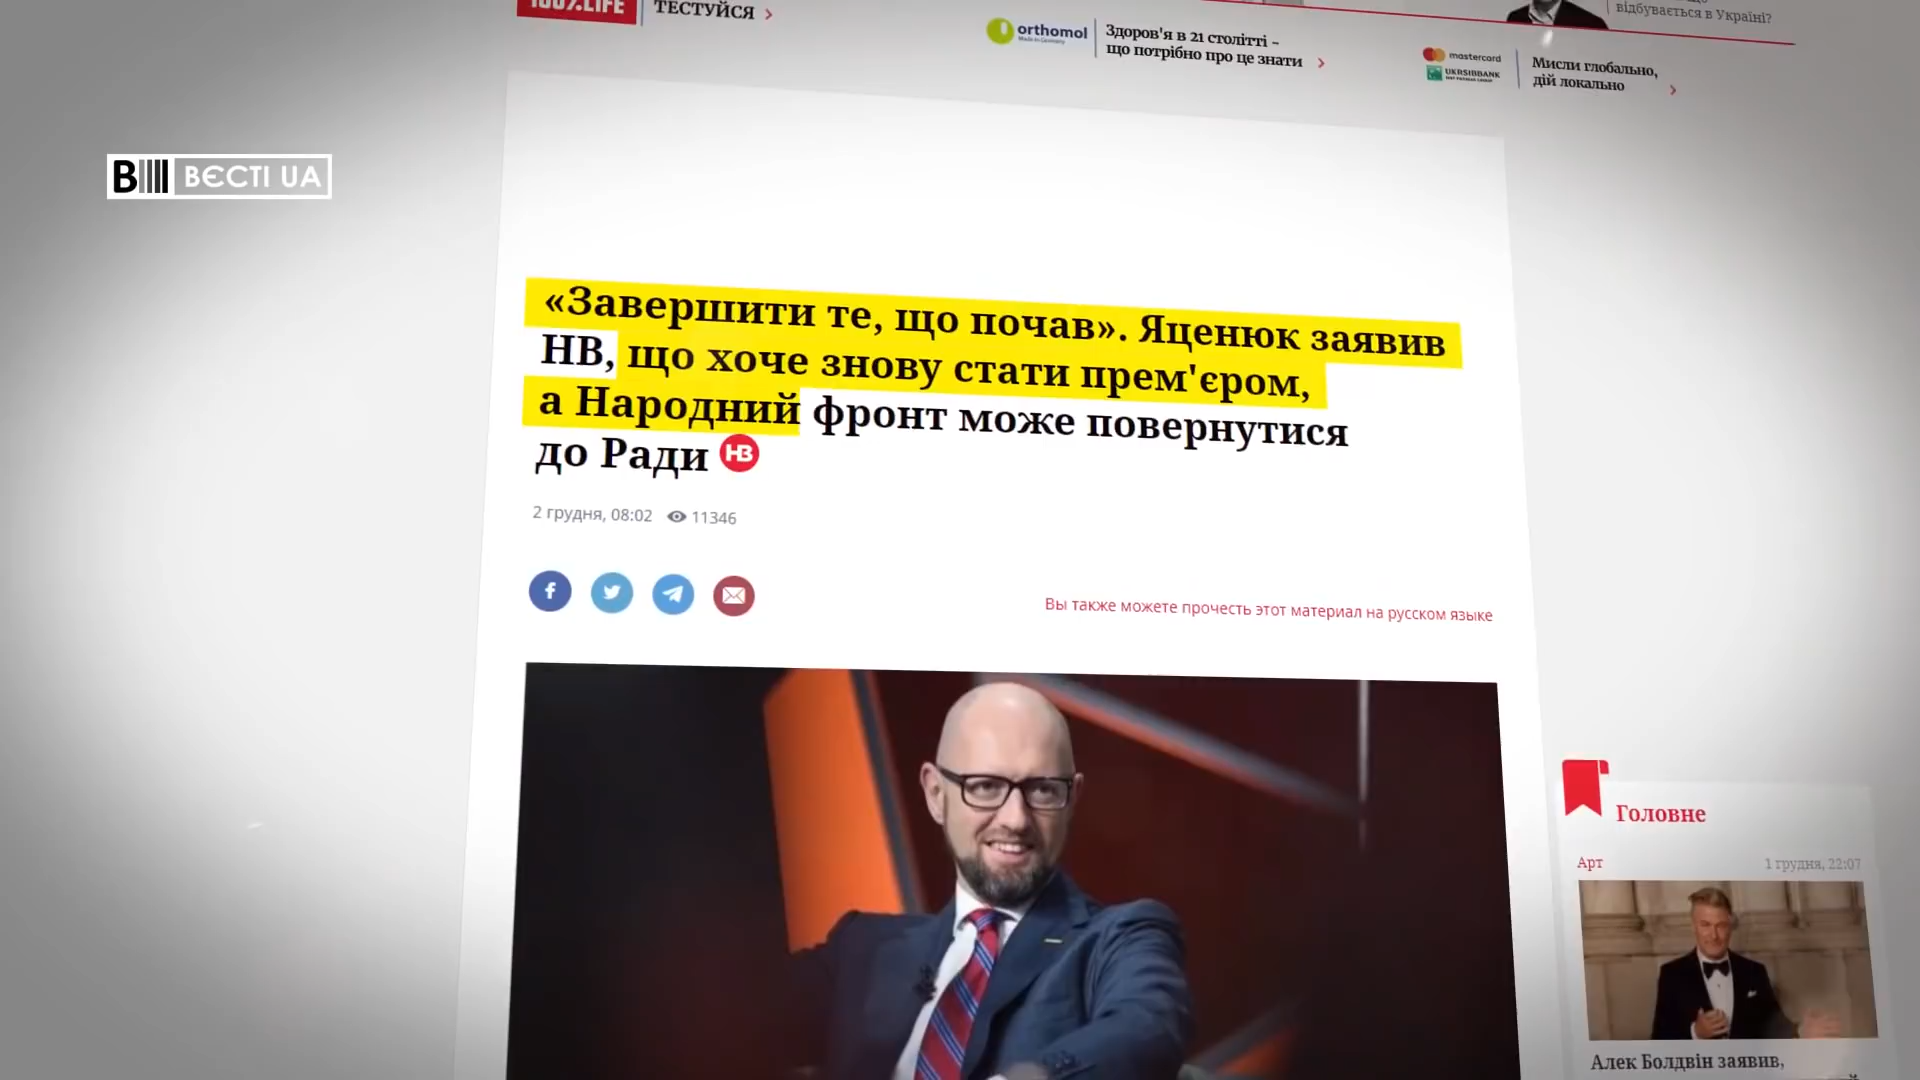 100%.LIFE
ТЕСТУЙСЯ
orthomol
Здоров'я в 21 столітті –
що потрібно про це знати
mastercard
UKRSIBBANK
Мисли глобально,
дій локально
відбувається в Україні?
В ВЄСТІ UA
«Завершити те, що почав». Яценюк заявив
НВ, що хоче знову стати прем'єром,
а Народний фронт може повернутися
до Ради НВ
2 грудня, 08:02 11346
Вы также можете прочесть этот материал на русском языке
Головне
Арт 1 грудня, 22:07
Алек Болдвін заявив,